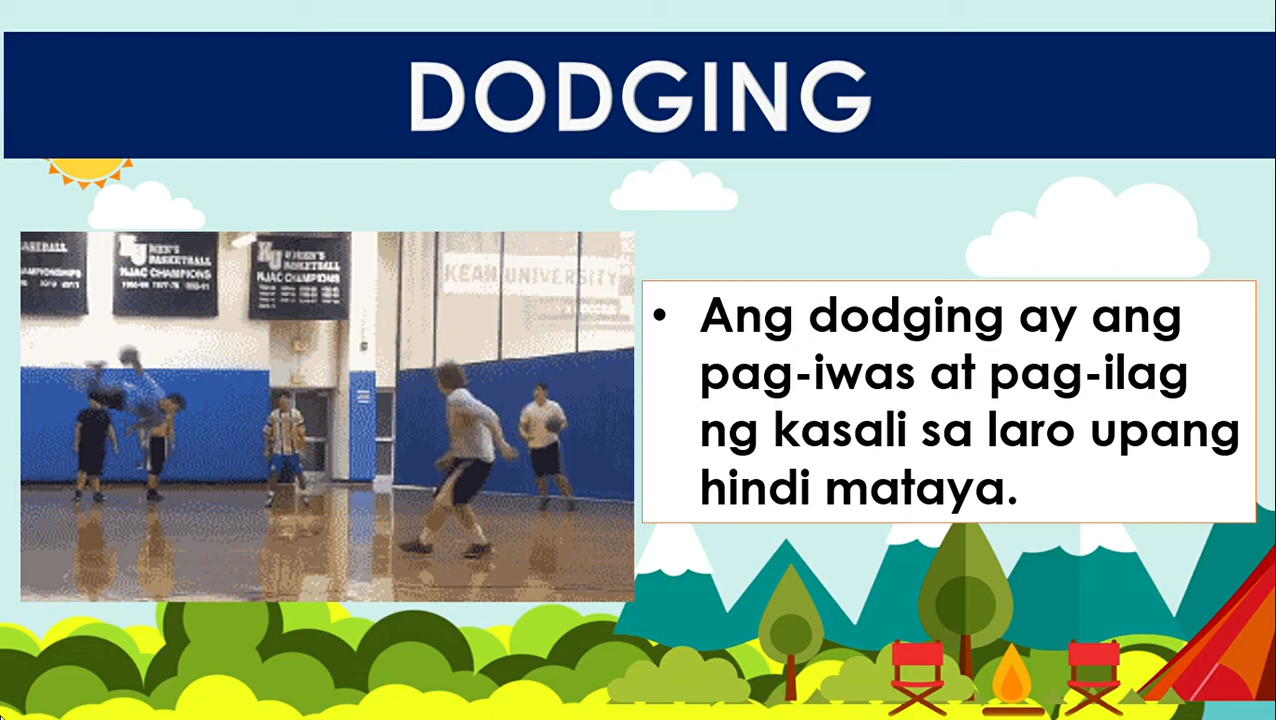 DODGING
BASEBALL
MEN'S
BASKETBALL
NJAC CHAMPIONS
WOMEN'S
BASKETBALL
NJAC CHAMPIONS
KEAN UNIVERSITY
• Ang dodging ay ang
pag-iwas at pag-ilag
ng kasali sa laro upang
hindi mataya.